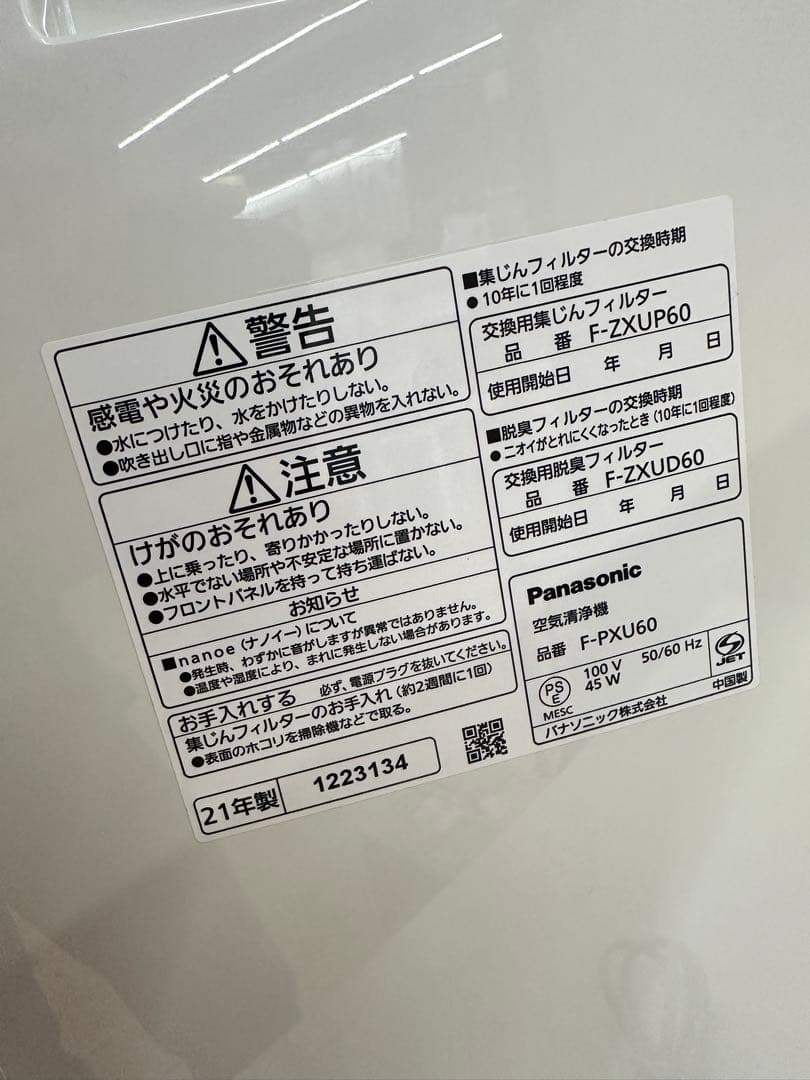 警告
感電や火災のおそれあり
●水につけたり、水をかけたりしない。
●吹き出し口に指や金属物などの異物を入れない。
注意
けがのおそれあり
●上に乗ったり、寄りかかったりしない。
●水平でない場所や不安定な場所に置かない。
●フロントパネルを持って持ち運ばない。
お知らせ
■nanoe(ナノイー)について
●発生時、わずかに音がしますが異常ではありません。
●温度や湿度により、まれに発生しない場合があります。
お手入れする 必ず、電源プラグを抜いてください。
集じんフィルターのお手入れ(約2週間に1回)
●表面のホコリを掃除機などで取る。
21年製 1223134
■集じんフィルターの交換時期
●10年に1回程度
交換用集じんフィルター
品番 F-ZXUP60
使用開始日 年 月 日
■脱臭フィルターの交換時期
●ニオイがとれにくくなったとき(10年に1回程度)
交換用脱臭フィルター
品番 F-ZXUD60
使用開始日 年 月 日
Panasonic
空気清浄機
品番 F-PXU60
PS
E
MESC
100 V 50/60 Hz
45 W
JET
パナソニック株式会社 中国製